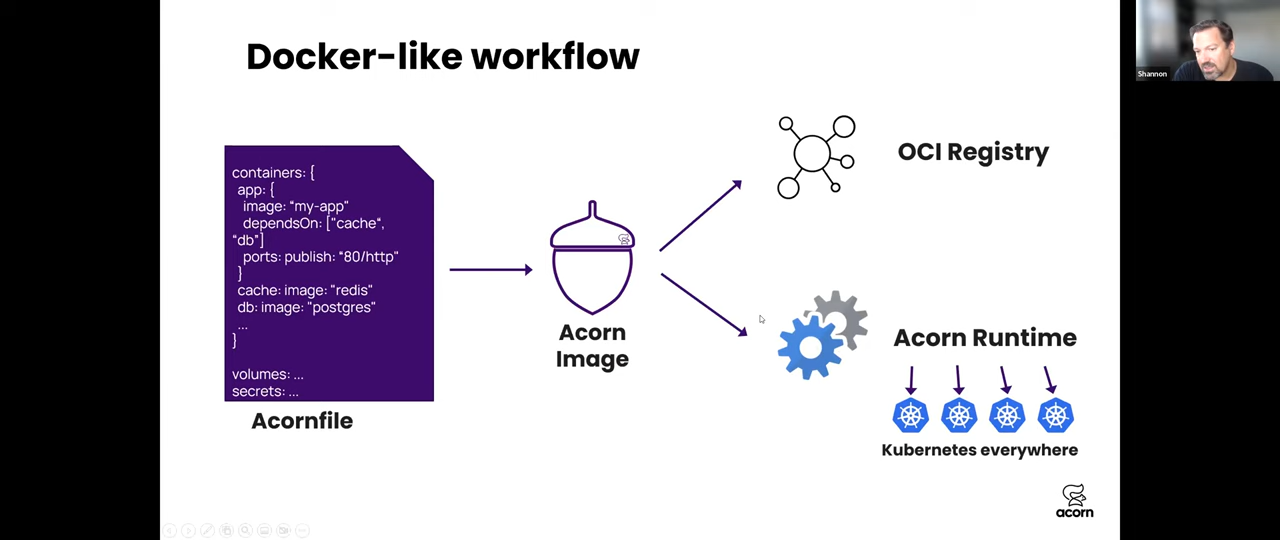 Docker-like workflow
Shannon
containers: {
app: {
image: “my-app”
dependsOn: ["cache“,
“db”]
ports: publish: “80/http”
}
cache: image: "redis”
db: image: "postgres”
...
}
volumes: ...
secrets: ...
Acornfile
Acorn
Image
OCI Registry
Acorn Runtime
Kubernetes everywhere
acorn